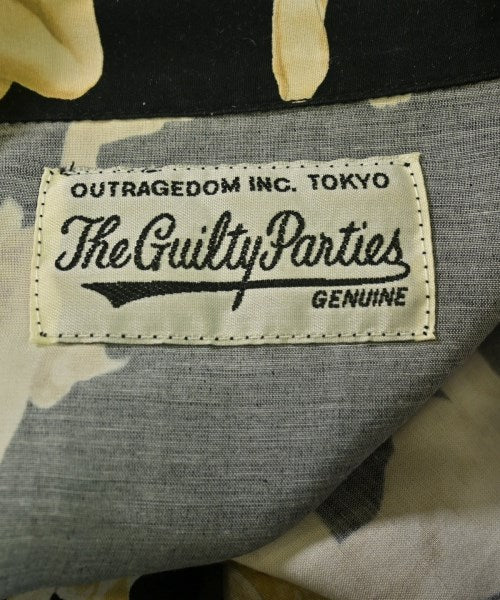 OUTRAGEDOM INC. TOKYO
The Guilty Parties
GENUINE